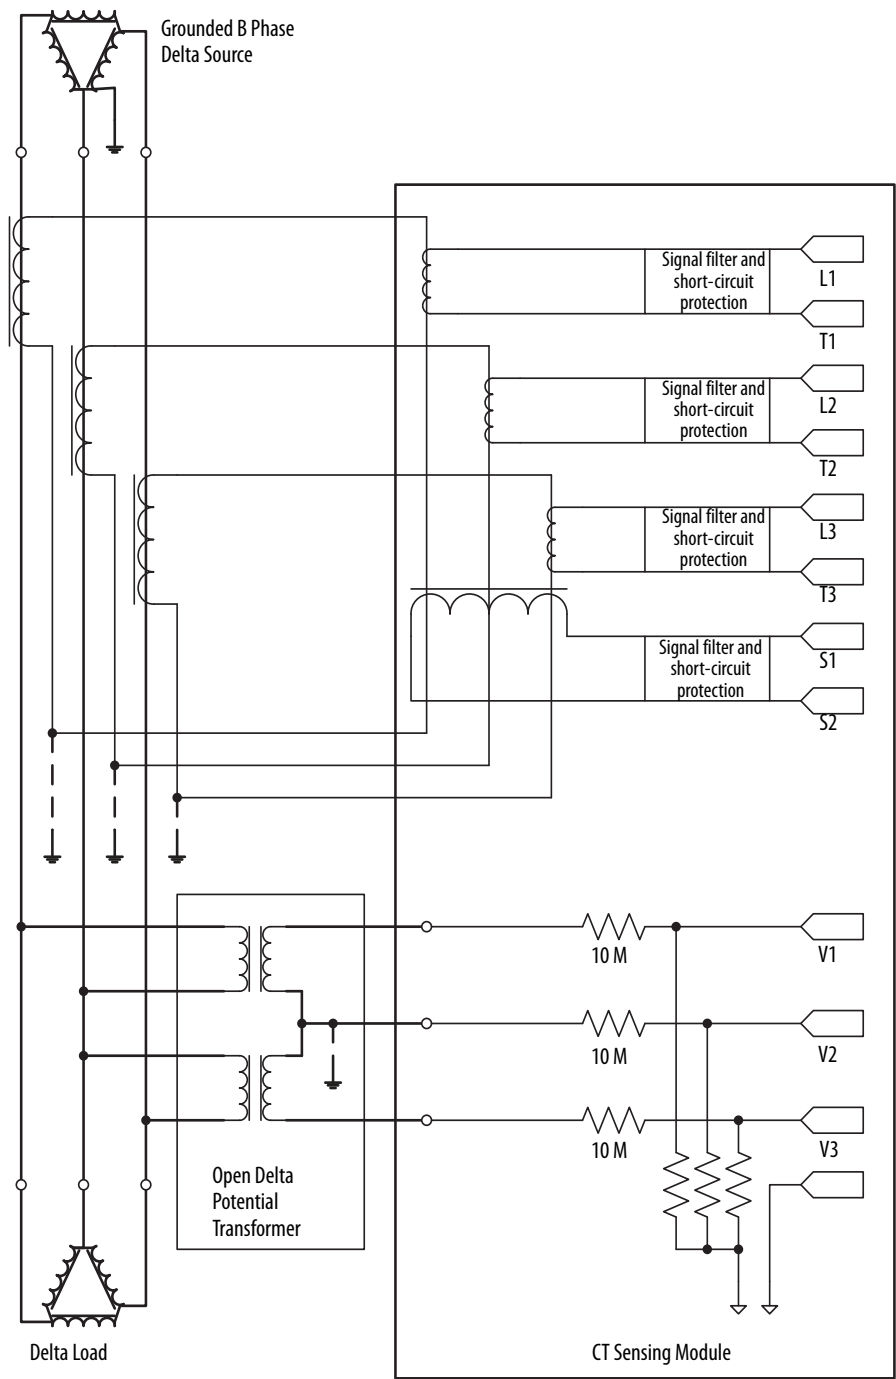 Grounded B Phase
Delta Source
Signal filter and
short-circuit
protection
L1
T1
Signal filter and
short-circuit
protection
L2
T2
Signal filter and
short-circuit
protection
L3
T3
Signal filter and
short-circuit
protection
S1
S2
10 M
V1
10 M
V2
10 M
V3
Open Delta
Potential
Transformer
Delta Load
CT Sensing Module